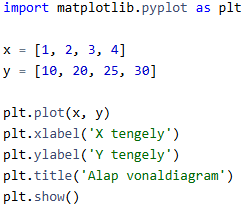 import matplotlib.pyplot as plt
x = [1, 2, 3, 4]
y = [10, 20, 25, 30]
plt.plot(x, y)
plt.xlabel('X tengely')
plt.ylabel('Y tengely')
plt.title('Alap vonaldiagram')
plt.show()